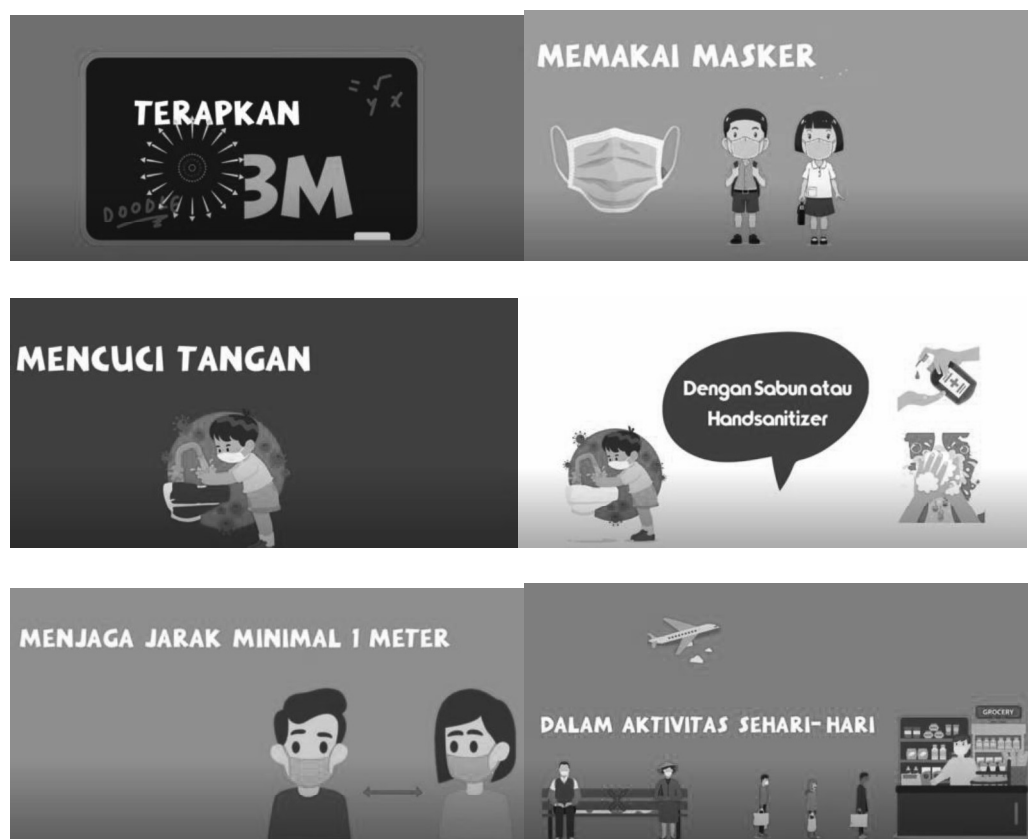 TERAPKAN
= √
y x
3M
DOODLE
MEMAKAI MASKER
MENCUCI TANGAN
Dengan Sabun atau
Handsanitizer
MENJAGA JARAK MINIMAL 1 METER
DALAM AKTIVITAS SEHARI-HARI
GROCERY